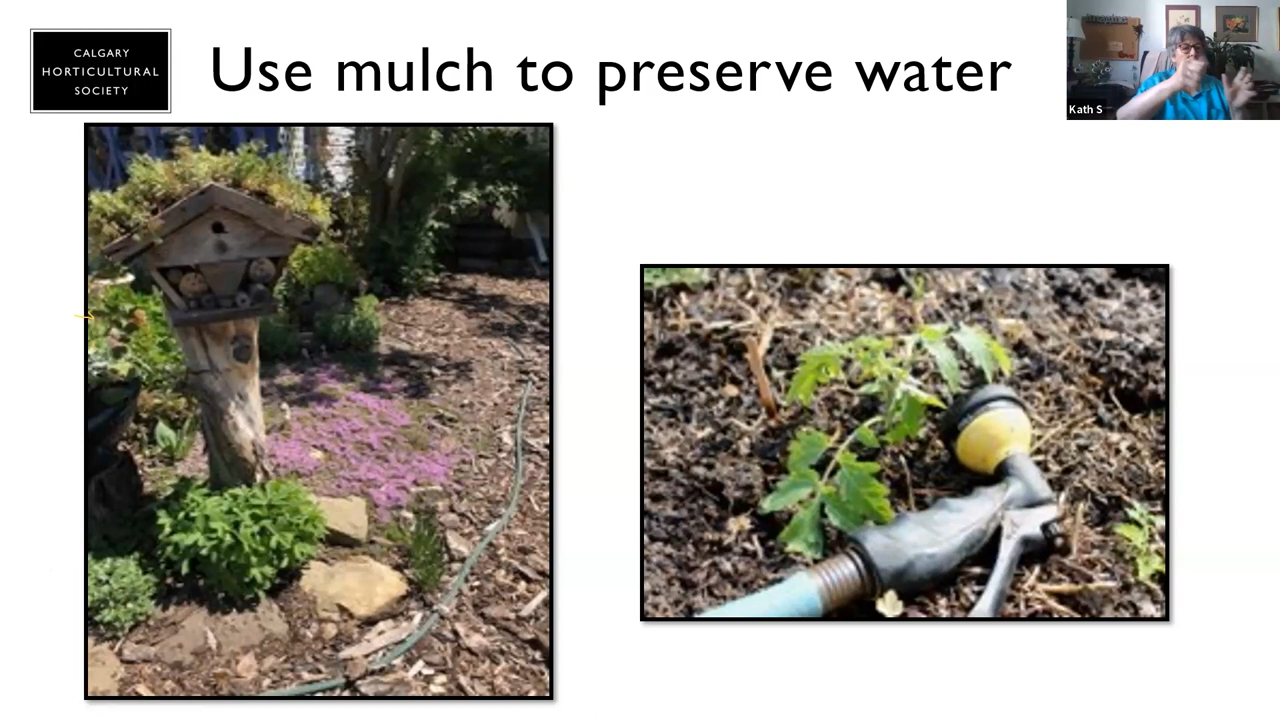 CALGARY
HORTICULTURAL
SOCIETY
Use mulch to preserve water
Kath S